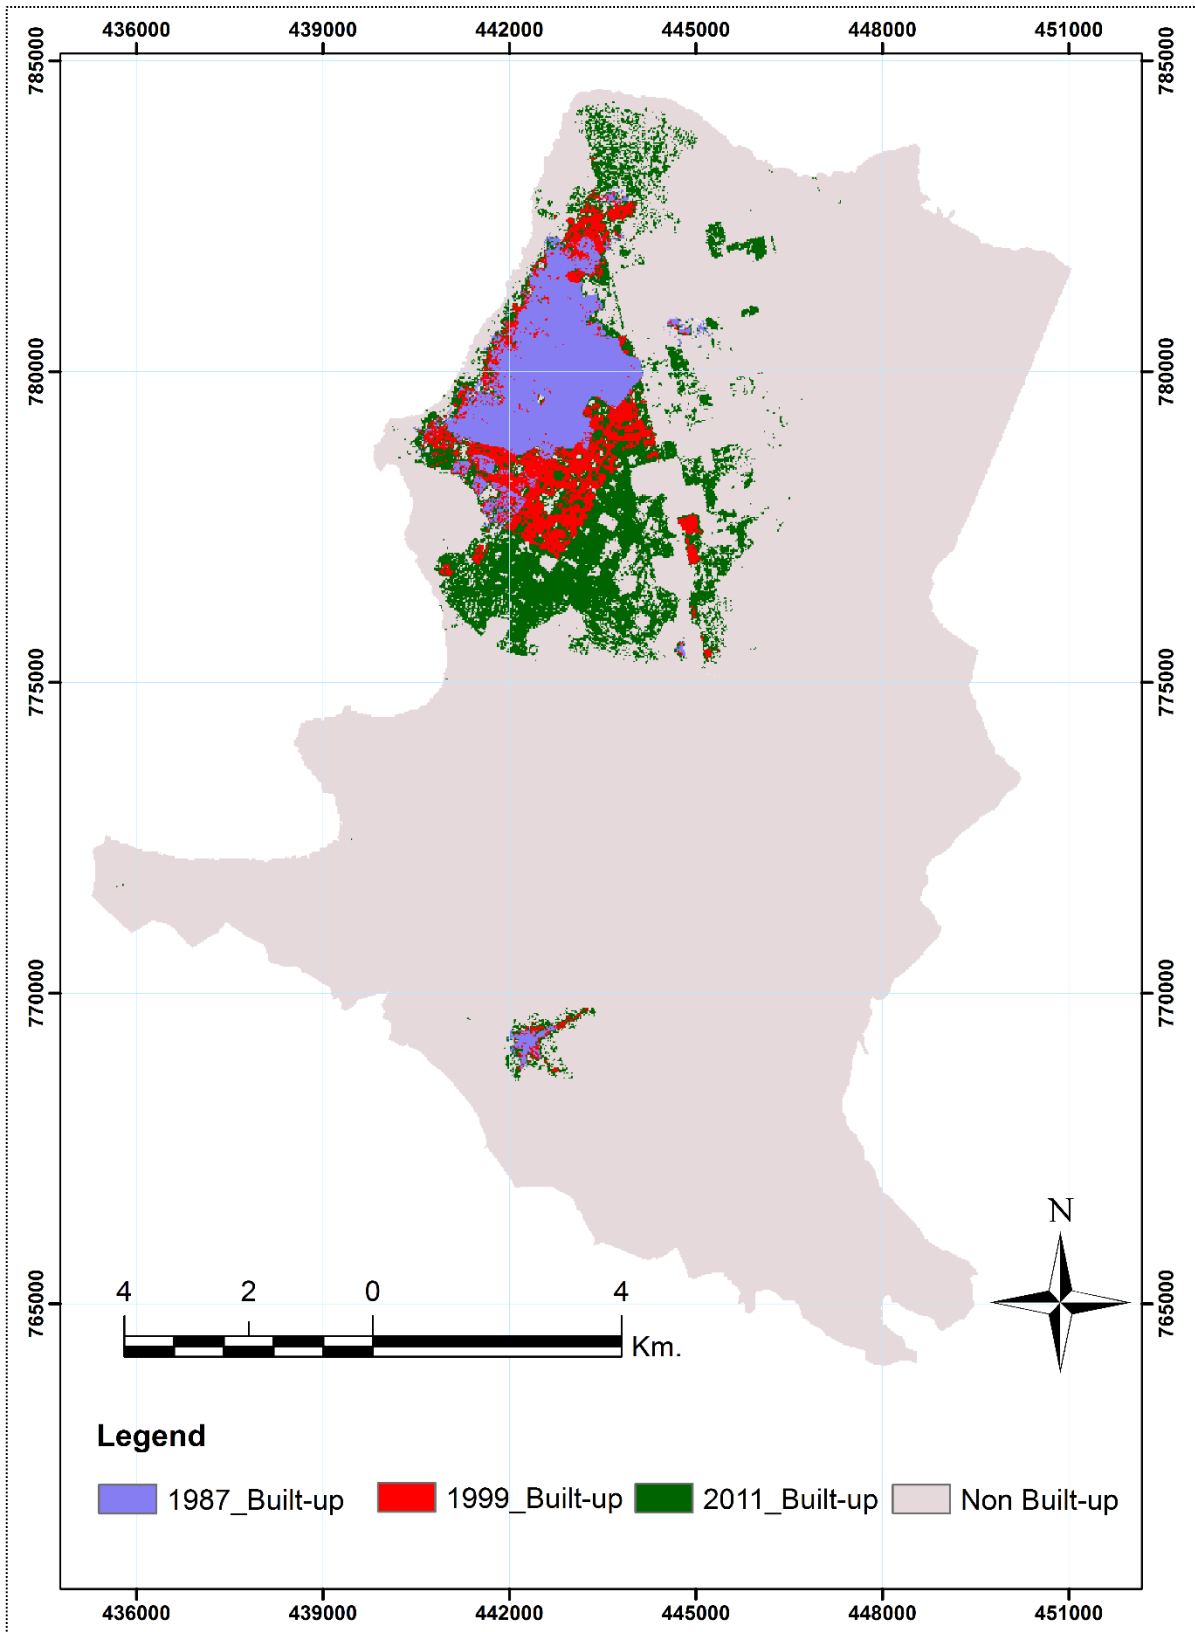 436000 439000 442000 445000 448000 451000
785000 785000
780000 780000
775000 775000
770000 770000
N
765000 765000
4 2 0 4
Km.
Legend
1987_Built-up 1999_Built-up 2011_Built-up Non Built-up
436000 439000 442000 445000 448000 451000